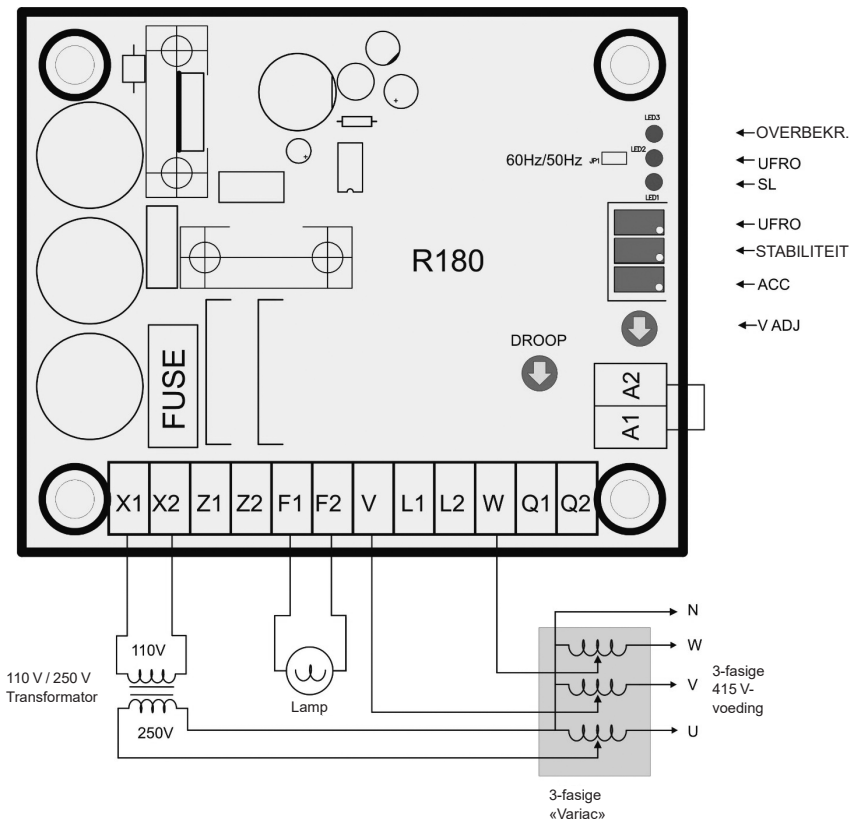 LED3
←OVERBEKR.
60Hz/50Hz JP1 LED2
←UFRO
←SL
LED1
←UFRO
←STABILITEIT
←ACC
R180
←V ADJ
DROOP
FUSE
A2
A1
X1 X2 Z1 Z2 F1 F2 V L1 L2 W Q1 Q2
N
W
V
U
3-fasige
415 V-
voeding
110V
110 V / 250 V
Transformator
250V
Lamp
3-fasige
«Variac»